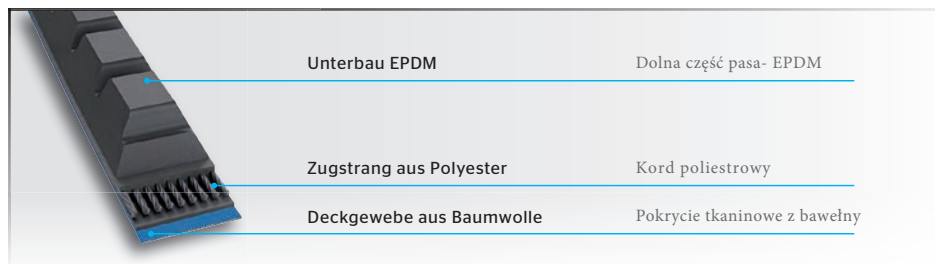 Unterbau EPDM
Dolna część pasa- EPDM
Zugstrang aus Polyester
Kord poliestrowy
Deckgewebe aus Baumwolle
Pokrycie tkaninowe z bawełny